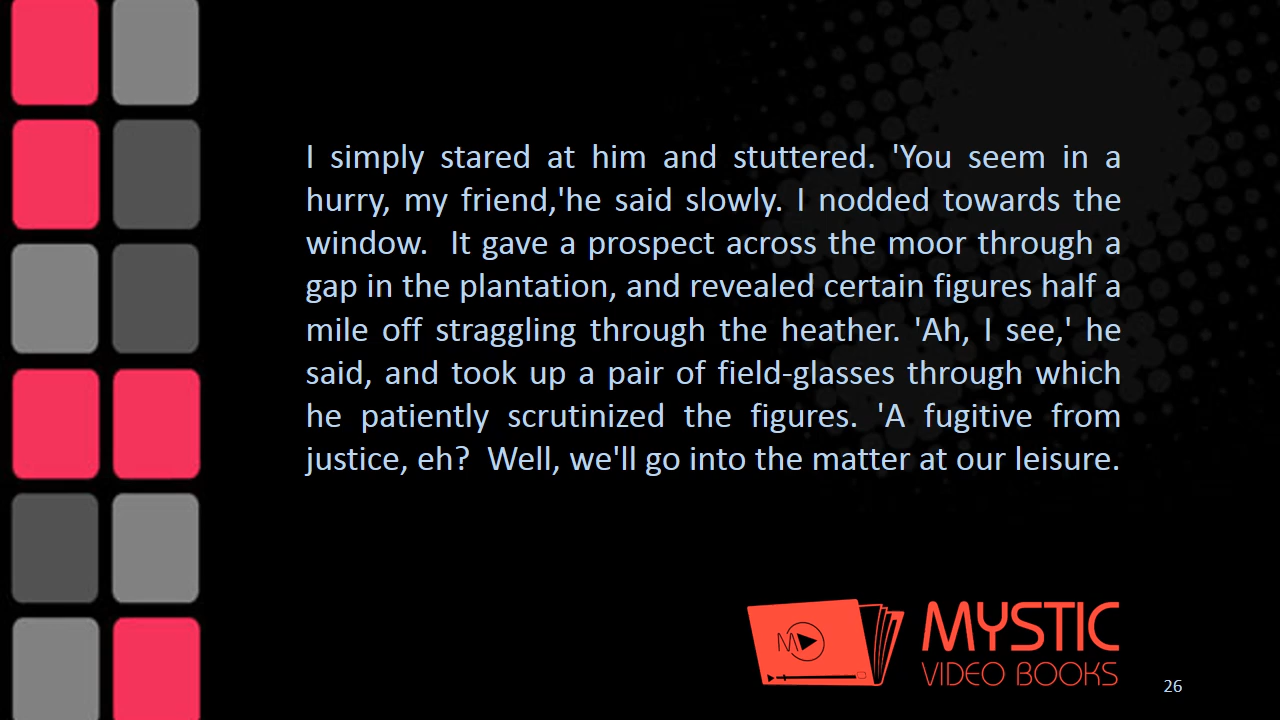 I simply stared at him and stuttered. 'You seem in a
hurry, my friend,'he said slowly. I nodded towards the
window.  It gave a prospect across the moor through a
gap in the plantation, and revealed certain figures half a
mile off straggling through the heather. 'Ah, I see,' he
said, and took up a pair of field-glasses through which
he patiently scrutinized the figures. 'A fugitive from
justice, eh?  Well, we'll go into the matter at our leisure.
M
MYSTIC
VIDEO BOOKS
26